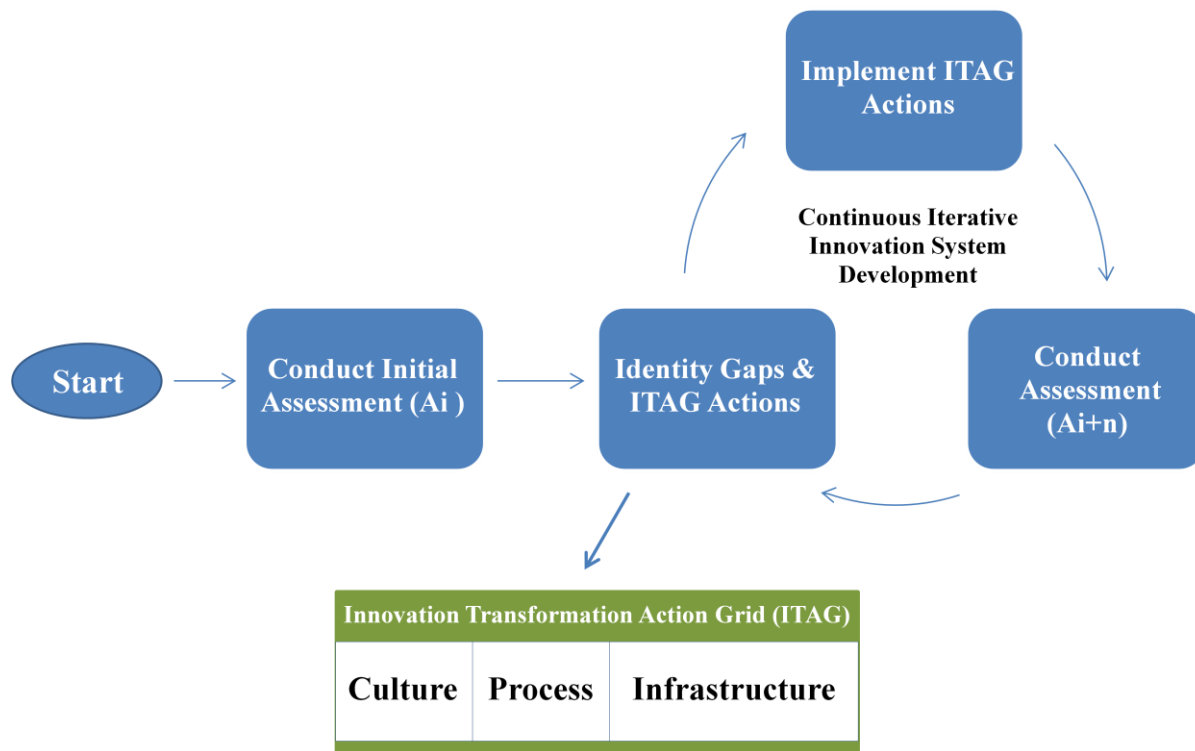 Implement ITAG
Actions
Continuous Iterative
Innovation System
Development
Start
Conduct Initial
Assessment (Ai )
Identity Gaps &
ITAG Actions
Conduct
Assessment
(Ai+n)
Innovation Transformation Action Grid (ITAG)
Culture
Process
Infrastructure